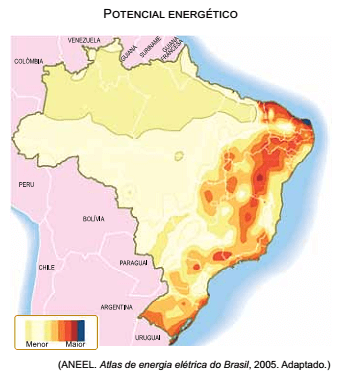 POTENCIAL ENERGÉTICO
VENEZUELA
GUIANA
SURINAME
GUIANA
FRANCESA
COLÔMBIA
PERU
BOLÍVIA
CHILE
PARAGUAI
ARGENTINA
URUGUAI
Menor
Maior
(ANEEL. Atlas de energia elétrica do Brasil, 2005. Adaptado.)